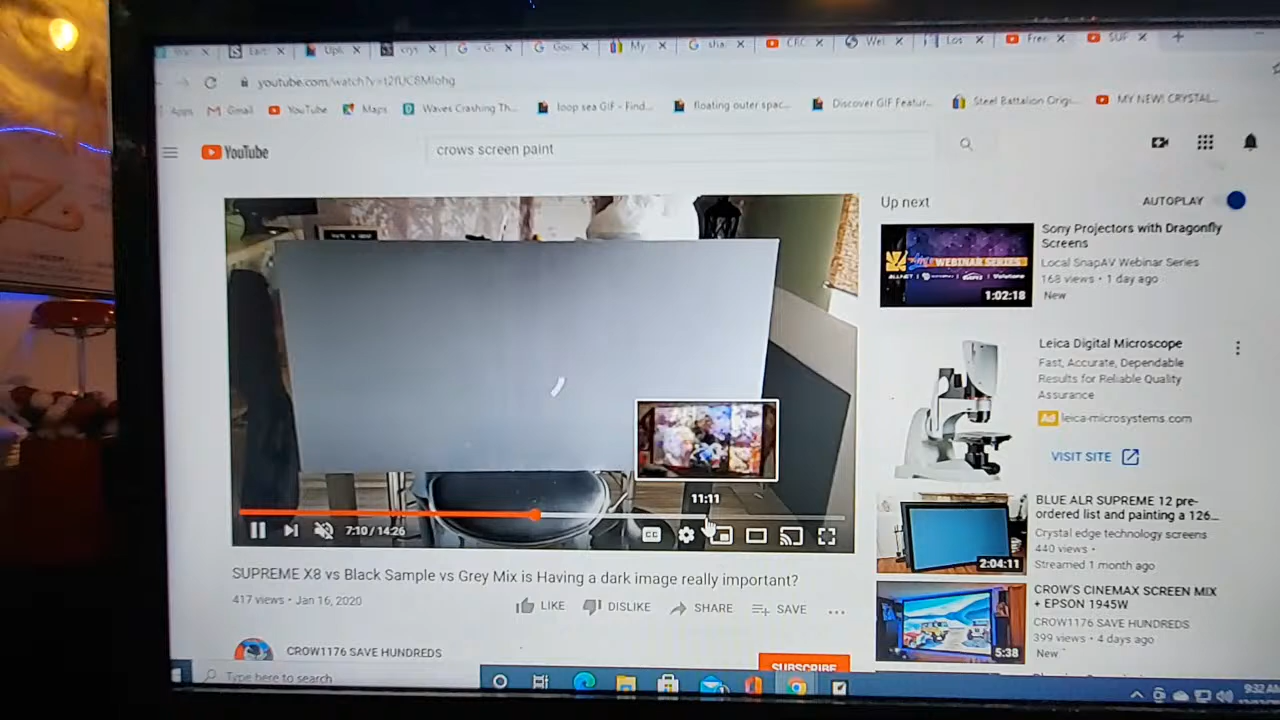 youtube.com/watch?v=t2fUC8Mlohg
Apps Gmail YouTube Maps Waves Crashing Th... loop sea GIF - Find... floating outer spac... Discover GIF Featur... Steel Battalion Origi... MY NEW! CRYSTAL...
YouTube
crows screen paint
Up next
AUTOPLAY
Sony Projectors with Dragonfly
Screens
Local SnapAV Webinar Series
168 views • 1 day ago
New
WEBINAR SERIES
1:02:18
Leica Digital Microscope
Fast, Accurate, Dependable
Results for Reliable Quality
Assurance
Ad leica-microsystems.com
VISIT SITE
11:11
7:10 / 14:26
CC
BLUE ALR SUPREME 12 pre-
ordered list and painting a 126...
Crystal edge technology screens
440 views •
Streamed 1 month ago
2:04:11
SUPREME X8 vs Black Sample vs Grey Mix is Having a dark image really important?
417 views • Jan 16, 2020
LIKE DISLIKE SHARE SAVE
CROW'S CINEMAX SCREEN MIX
+ EPSON 1945W
CROW1176 SAVE HUNDREDS
399 views • 4 days ago
New
5:38
CROW1176 SAVE HUNDREDS
SUBSCRIBE
Type here to search
9:32 AM